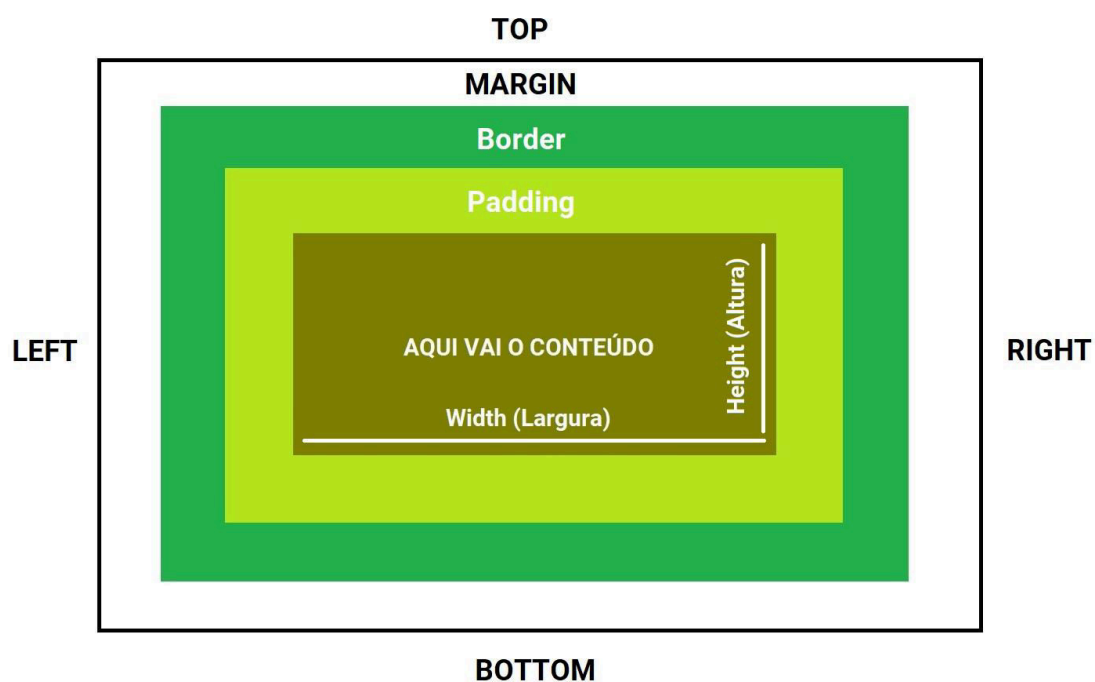 TOP
MARGIN
Border
Padding
Height (Altura)
LEFT
AQUI VAI O CONTEÚDO
RIGHT
Width (Largura)
BOTTOM